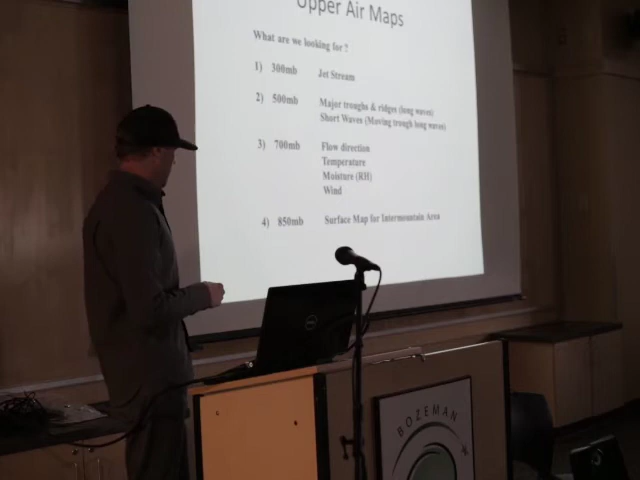 Upper Air Maps
What are we looking for ?
1) 300mb Jet Stream
2) 500mb Major troughs & ridges (long waves)
Short Waves (Moving trough long waves)
3) 700mb Flow direction
Temperature
Moisture (RH)
Wind
4) 850mb Surface Map for Intermountain Area
DELL
BOZEMAN